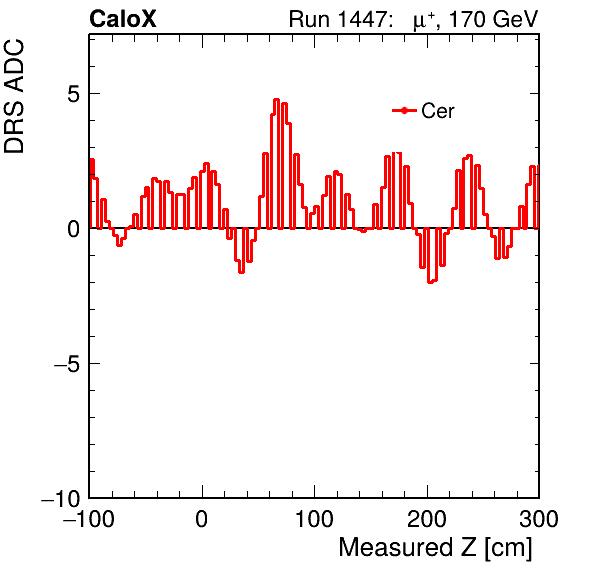 CaloX Run 1447: μ⁺, 170 GeV
DRS ADC
Cer
5
0
−5
−10
−100 0 100 200 300
Measured Z [cm]